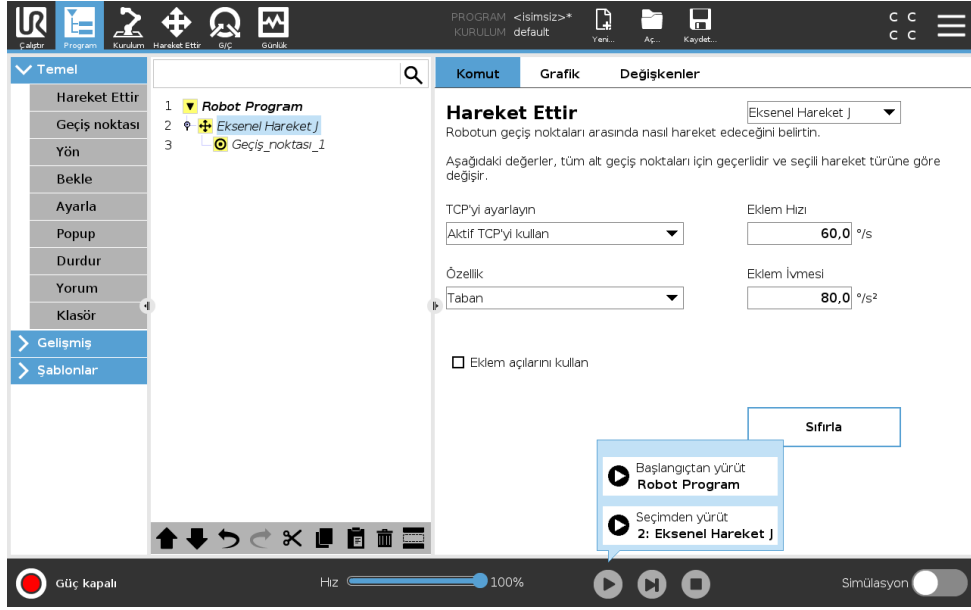 PROGRAM <isimsiz>*
KURULUM default
Yeni...
Aç...
Kaydet...
C C
C C
UR
Çalıştır
Program
Kurulum
Hareket Ettir
G/Ç
Günlük
Temel
Hareket Ettir
Geçiş noktası
Yön
Bekle
Ayarla
Popup
Durdur
Yorum
Klasör
Gelişmiş
Şablonlar
1 Robot Program
2 Eksenel Hareket J
3 Geçiş_noktası_1
Komut
Grafik
Değişkenler
Hareket Ettir
Eksenel Hareket J
Robotun geçiş noktaları arasında nasıl hareket edeceğini belirtin.
Aşağıdaki değerler, tüm alt geçiş noktaları için geçerlidir ve seçili hareket türüne göre
değişir.
TCP'yi ayarlayın
Aktif TCP'yi kullan
Eklem Hızı
60,0 °/s
Özellik
Taban
Eklem İvmesi
80,0 °/s²
Eklem açılarını kullan
Sıfırla
Başlangıçtan yürüt
Robot Program
Seçimden yürüt
2: Eksenel Hareket J
Güç kapalı
Hız
100%
Simülasyon